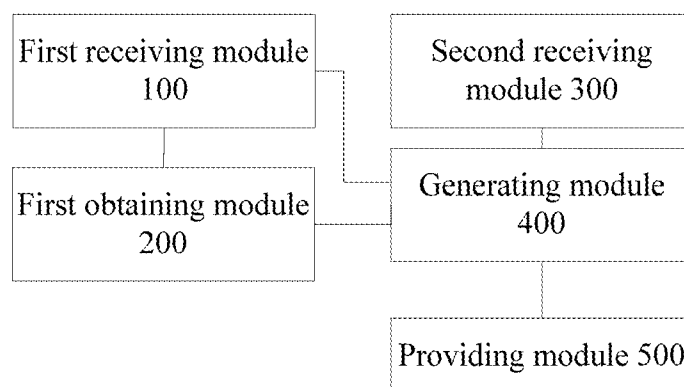 First receiving module
100
Second receiving
module 300
First obtaining module
200
Generating module
400
Providing module 500